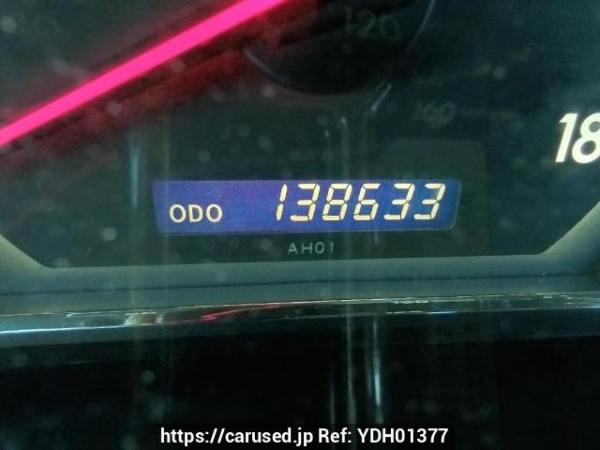 120
160
18
ODO 138633
AH01
https://carused.jp Ref: YDH01377